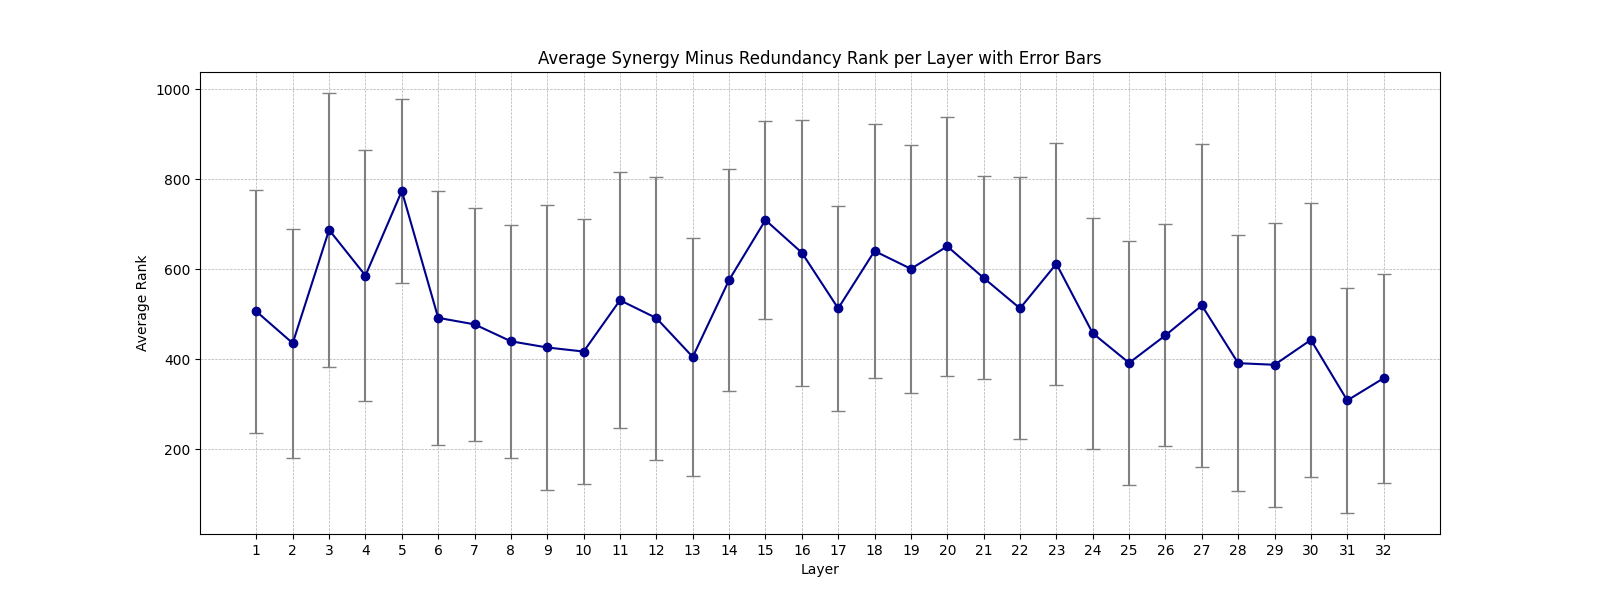 Average Synergy Minus Redundancy Rank per Layer with Error Bars
1000
800
600
400
200
Average Rank
1 2 3 4 5 6 7 8 9 10 11 12 13 14 15 16 17 18 19 20 21 22 23 24 25 26 27 28 29 30 31 32
Layer